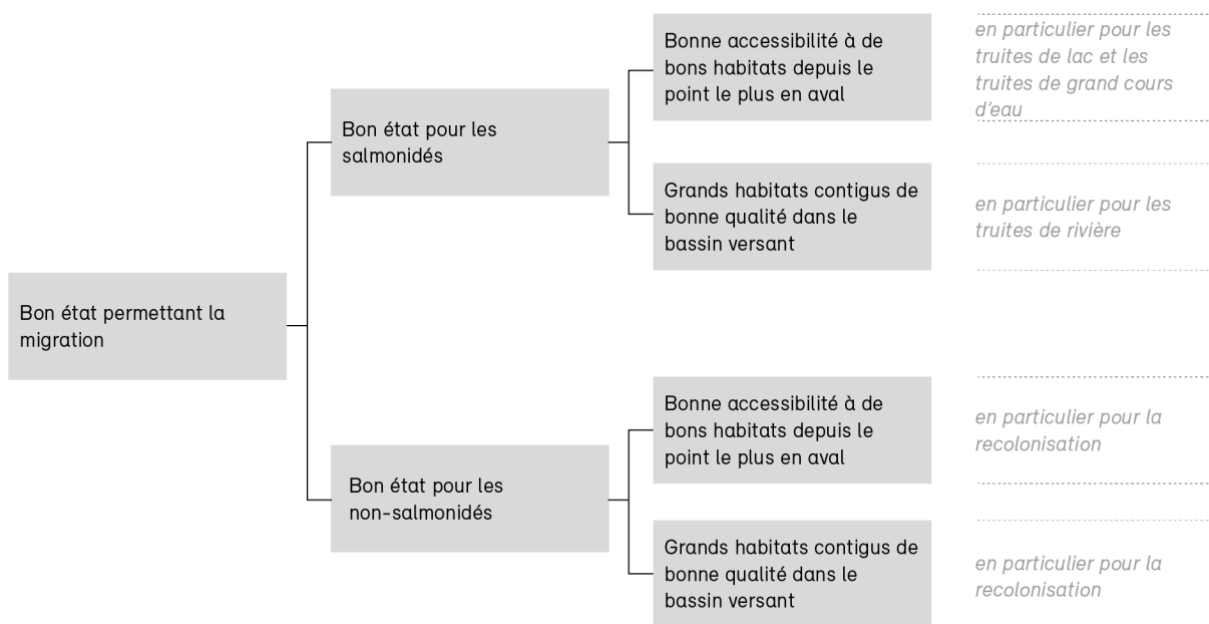 Bonne accessibilité à de
bons habitats depuis le
point le plus en aval
en particulier pour les
truites de lac et les
truites de grand cours
d'eau
Bon état pour les
salmonidés
Grands habitats contigus de
bonne qualité dans le
bassin versant
en particulier pour les
truites de rivière
Bon état permettant la
migration
Bonne accessibilité à de
bons habitats depuis le
point le plus en aval
en particulier pour la
recolonisation
Bon état pour les
non-salmonidés
Grands habitats contigus de
bonne qualité dans le
bassin versant
en particulier pour la
recolonisation